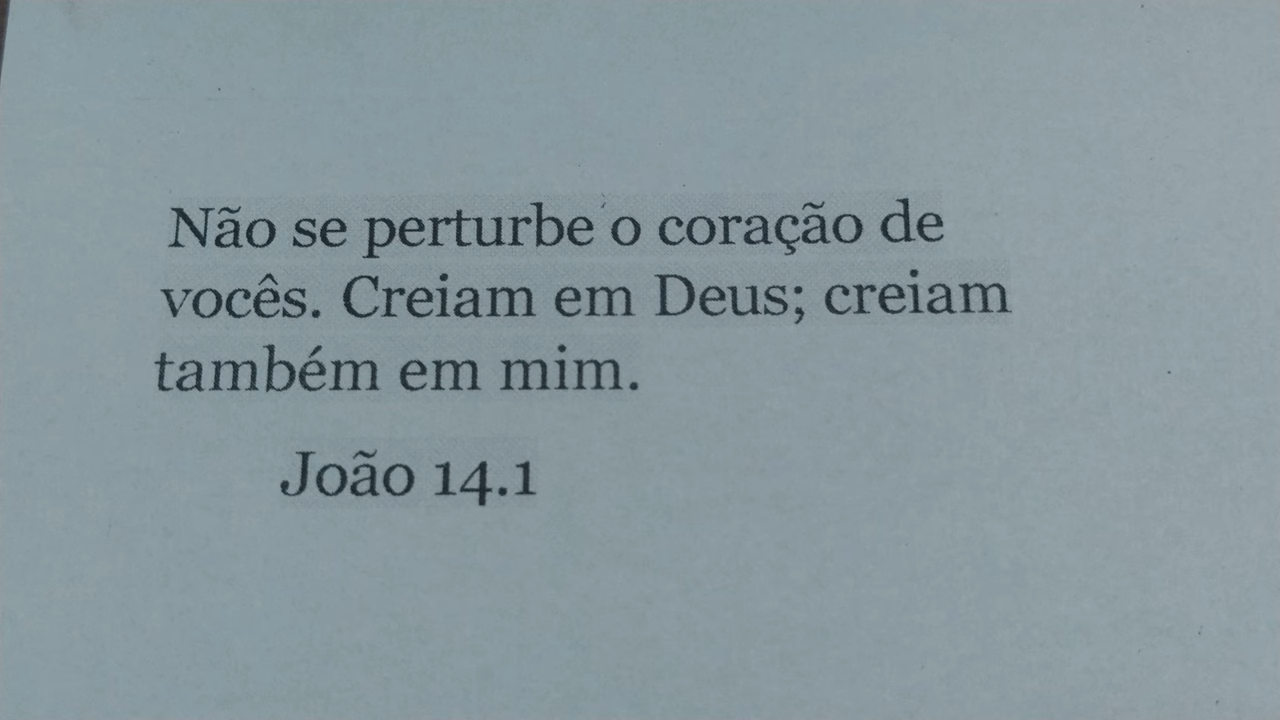 Não se perturbe o coração de
vocês. Creiam em Deus; creiam
também em mim.
João 14.1